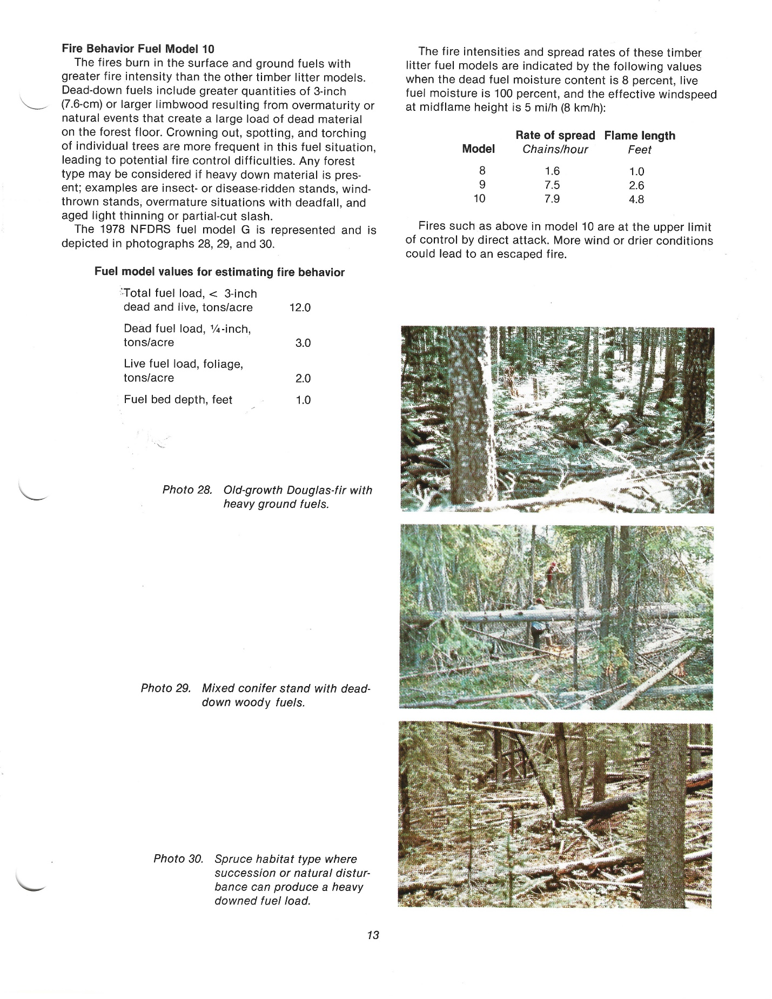 Fire Behavior Fuel Model 10
The fires burn in the surface and ground fuels with
greater fire intensity than the other timber litter models.
Dead-down fuels include greater quantities of 3-inch
(7.6-cm) or larger limbwood resulting from overmaturity or
natural events that create a large load of dead material
on the forest floor. Crowning out, spotting, and torching
of individual trees are more frequent in this fuel situation,
leading to potential fire control difficulties. Any forest
type may be considered if heavy down material is pres-
ent; examples are insect- or disease-ridden stands, wind-
thrown stands, overmature situations with deadfall, and
aged light thinning or partial-cut slash.
The 1978 NFDRS fuel model G is represented and is
depicted in photographs 28, 29, and 30.
Fuel model values for estimating fire behavior
Total fuel load, < 3-inch
dead and live, tons/acre 12.0
Dead fuel load, ¼-inch,
tons/acre 3.0
Live fuel load, foliage,
tons/acre 2.0
Fuel bed depth, feet 1.0
The fire intensities and spread rates of these timber
litter fuel models are indicated by the following values
when the dead fuel moisture content is 8 percent, live
fuel moisture is 100 percent, and the effective windspeed
at midflame height is 5 mi/h (8 km/h):
Rate of spread Flame length
Model Chains/hour Feet
8 1.6 1.0
9 7.5 2.6
10 7.9 4.8
Fires such as above in model 10 are at the upper limit
of control by direct attack. More wind or drier conditions
could lead to an escaped fire.
Photo 28. Old-growth Douglas-fir with
heavy ground fuels.
Photo 29. Mixed conifer stand with dead-
down woody fuels.
Photo 30. Spruce habitat type where
succession or natural distur-
bance can produce a heavy
downed fuel load.
13